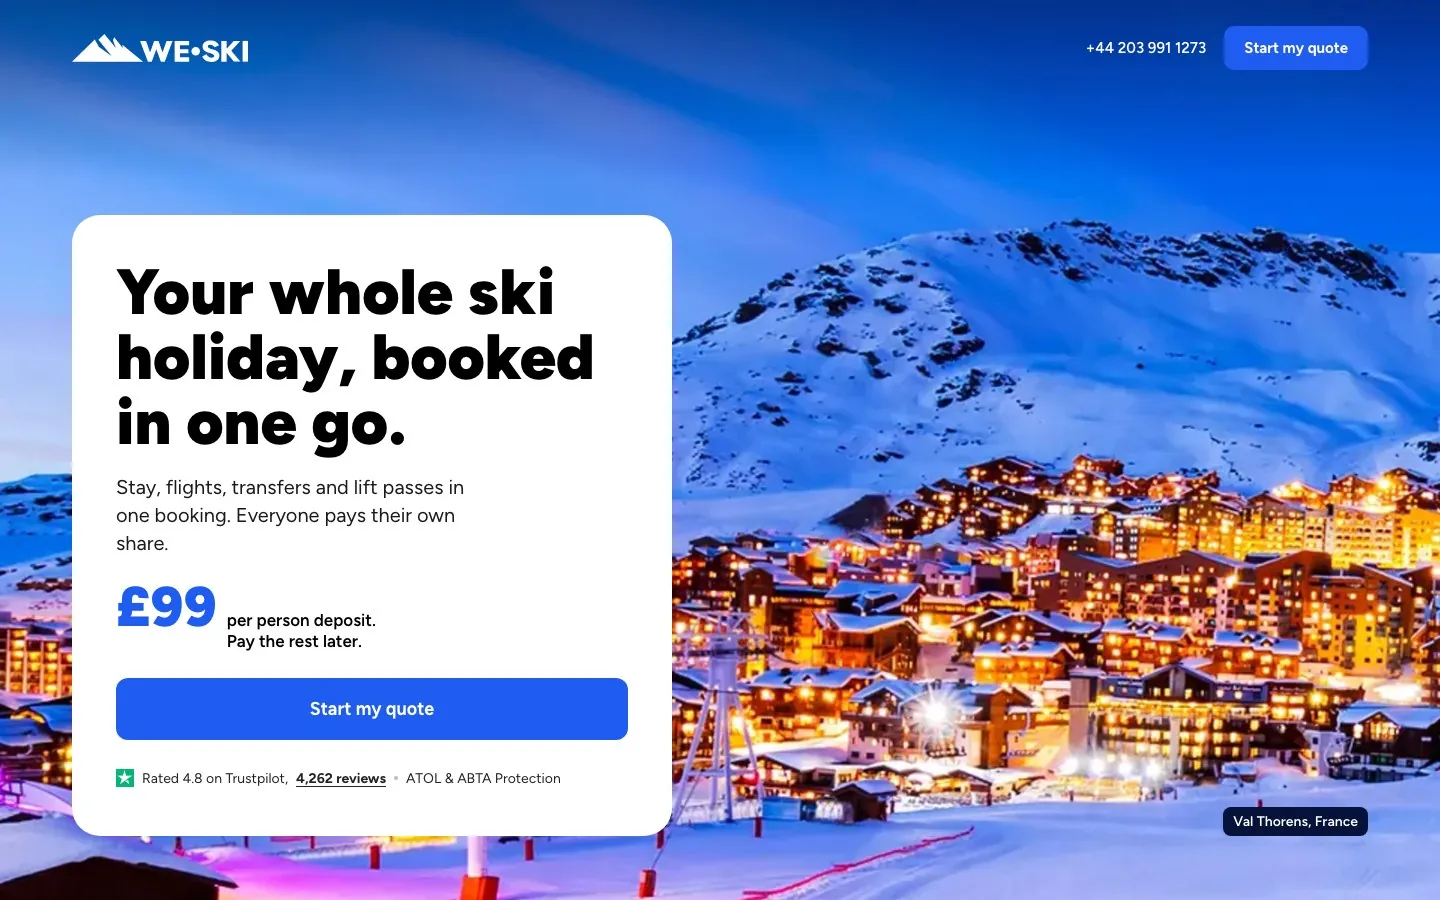 WE•SKI
+44 203 991 1273
Start my quote
Your whole ski
holiday, booked
in one go.
Stay, flights, transfers and lift passes in
one booking. Everyone pays their own
share.
£99
per person deposit.
Pay the rest later.
Start my quote
Rated 4.8 on Trustpilot, 4,262 reviews • ATOL & ABTA Protection
Val Thorens, France